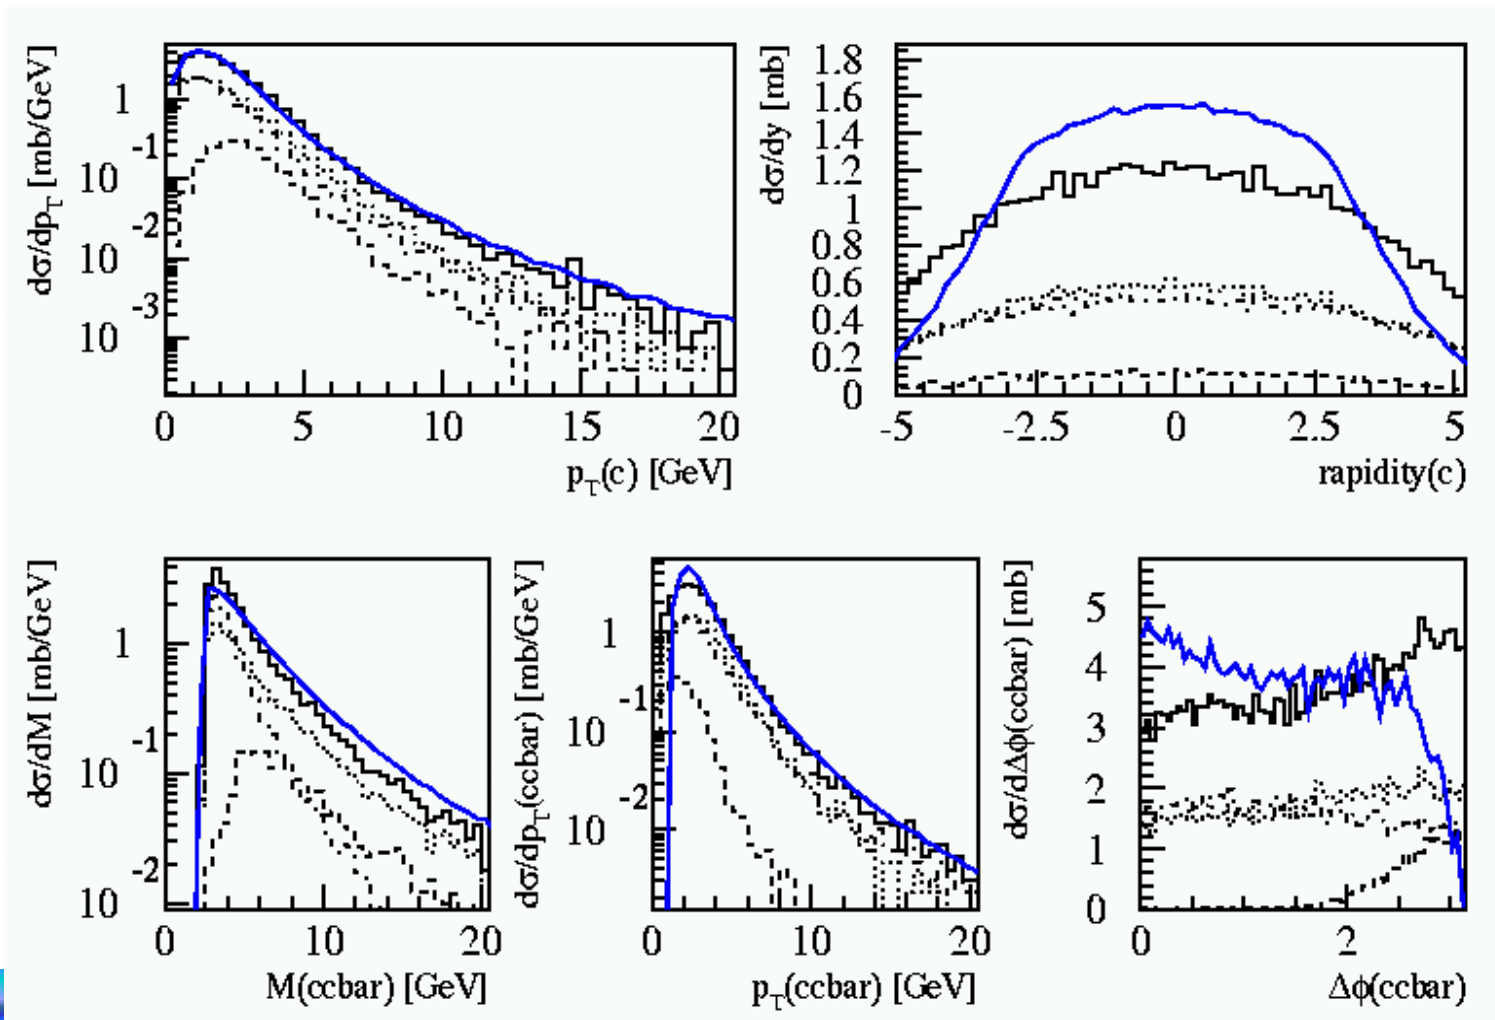 dσ/dp_T [mb/GeV]
1
10 -1
10 -2
10 -3
0 5 10 15 20
p_T(c) [GeV]
dσ/dy [mb]
1.8
1.6
1.4
1.2
1
0.8
0.6
0.4
0.2
0
-5 -2.5 0 2.5 5
rapidity(c)
dσ/dM [mb/GeV]
1
10 -1
10 -2
0 10 20
M(ccbar) [GeV]
dσ/dp_T(ccbar) [mb/GeV]
1
10 -1
10 -2
0 10 20
p_T(ccbar) [GeV]
dσ/dΔϕ(ccbar) [mb]
5
4
3
2
1
0
0 2
Δϕ(ccbar)